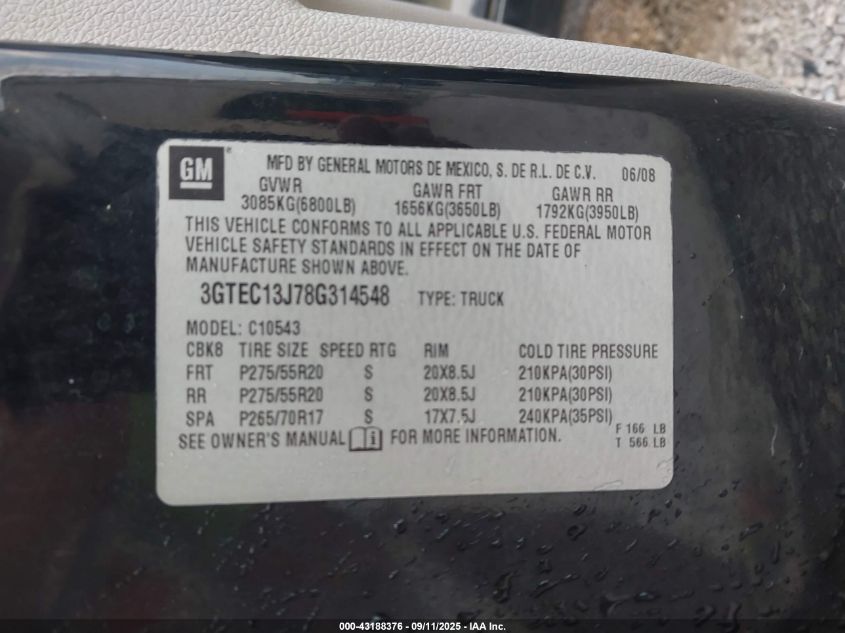 GM ® MFD BY GENERAL MOTORS DE MEXICO, S. DE R.L. DE C.V. 06/08
GVWR GAWR FRT GAWR RR
3085KG(6800LB) 1656KG(3650LB) 1792KG(3950LB)
THIS VEHICLE CONFORMS TO ALL APPLICABLE U.S. FEDERAL MOTOR
VEHICLE SAFETY STANDARDS IN EFFECT ON THE DATE OF
MANUFACTURE SHOWN ABOVE.
3GTEC13J78G314548 TYPE: TRUCK
MODEL: C10543
CBK8 TIRE SIZE SPEED RTG RIM COLD TIRE PRESSURE
FRT P275/55R20 S 20X8.5J 210KPA(30PSI)
RR P275/55R20 S 20X8.5J 210KPA(30PSI)
SPA P265/70R17 S 17X7.5J 240KPA(35PSI)
SEE OWNER'S MANUAL i FOR MORE INFORMATION.
F 166 LB
T 566 LB
000-43188376 - 09/11/2025 - IAA Inc.